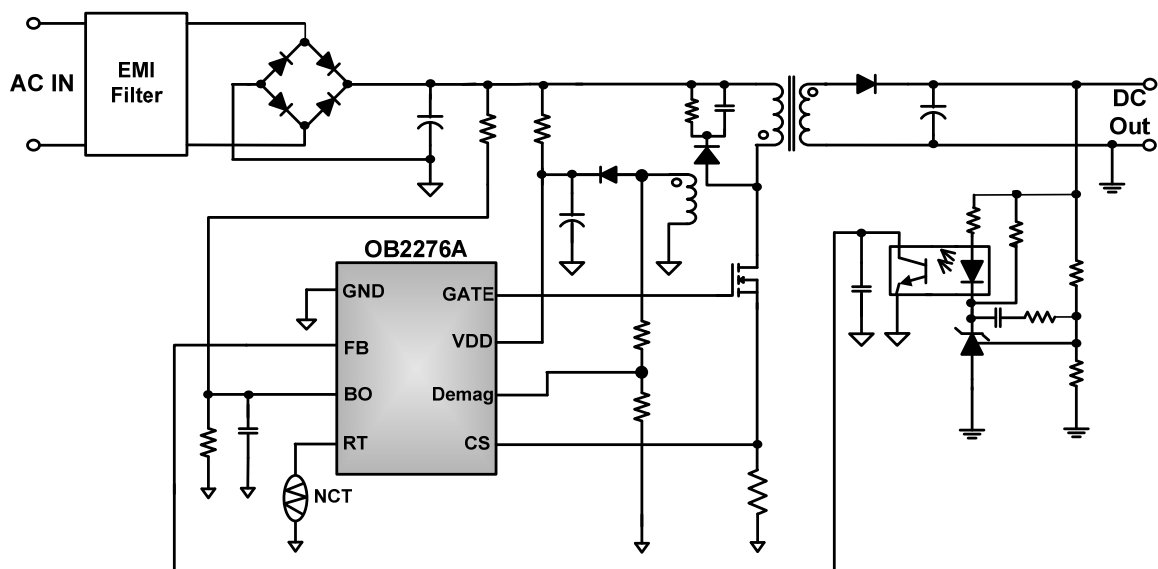 AC IN
EMI
Filter
DC
Out
OB2276A
GND
GATE
FB
VDD
BO
Demag
RT
CS
NCT